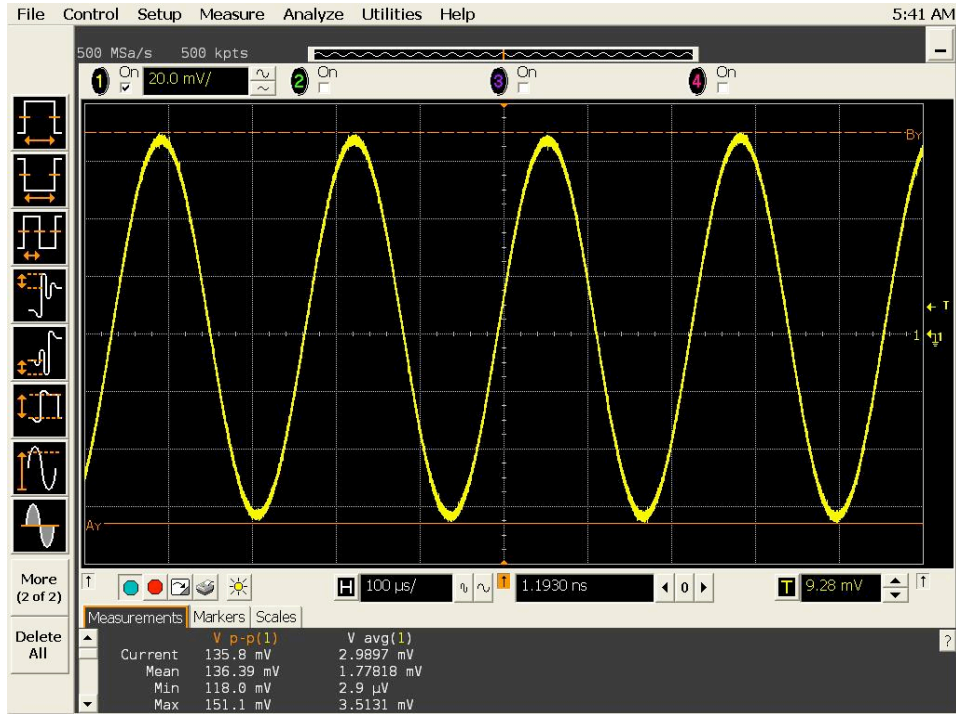 File Control Setup Measure Analyze Utilities Help 5:41 AM
500 MSa/s 500 kpts
1 On 20.0 mV/ 2 On 3 On 4 On
By
T
1
Ay
More
(2 of 2)
Delete
All
H 100 µs/ 1.1930 ns 0 T 9.28 mV
Measurements Markers Scales
V p-p(1) V avg(1)
Current 135.8 mV 2.9897 mV
Mean 136.39 mV 1.77818 mV
Min 118.0 mV 2.9 µV
Max 151.1 mV 3.5131 mV
?